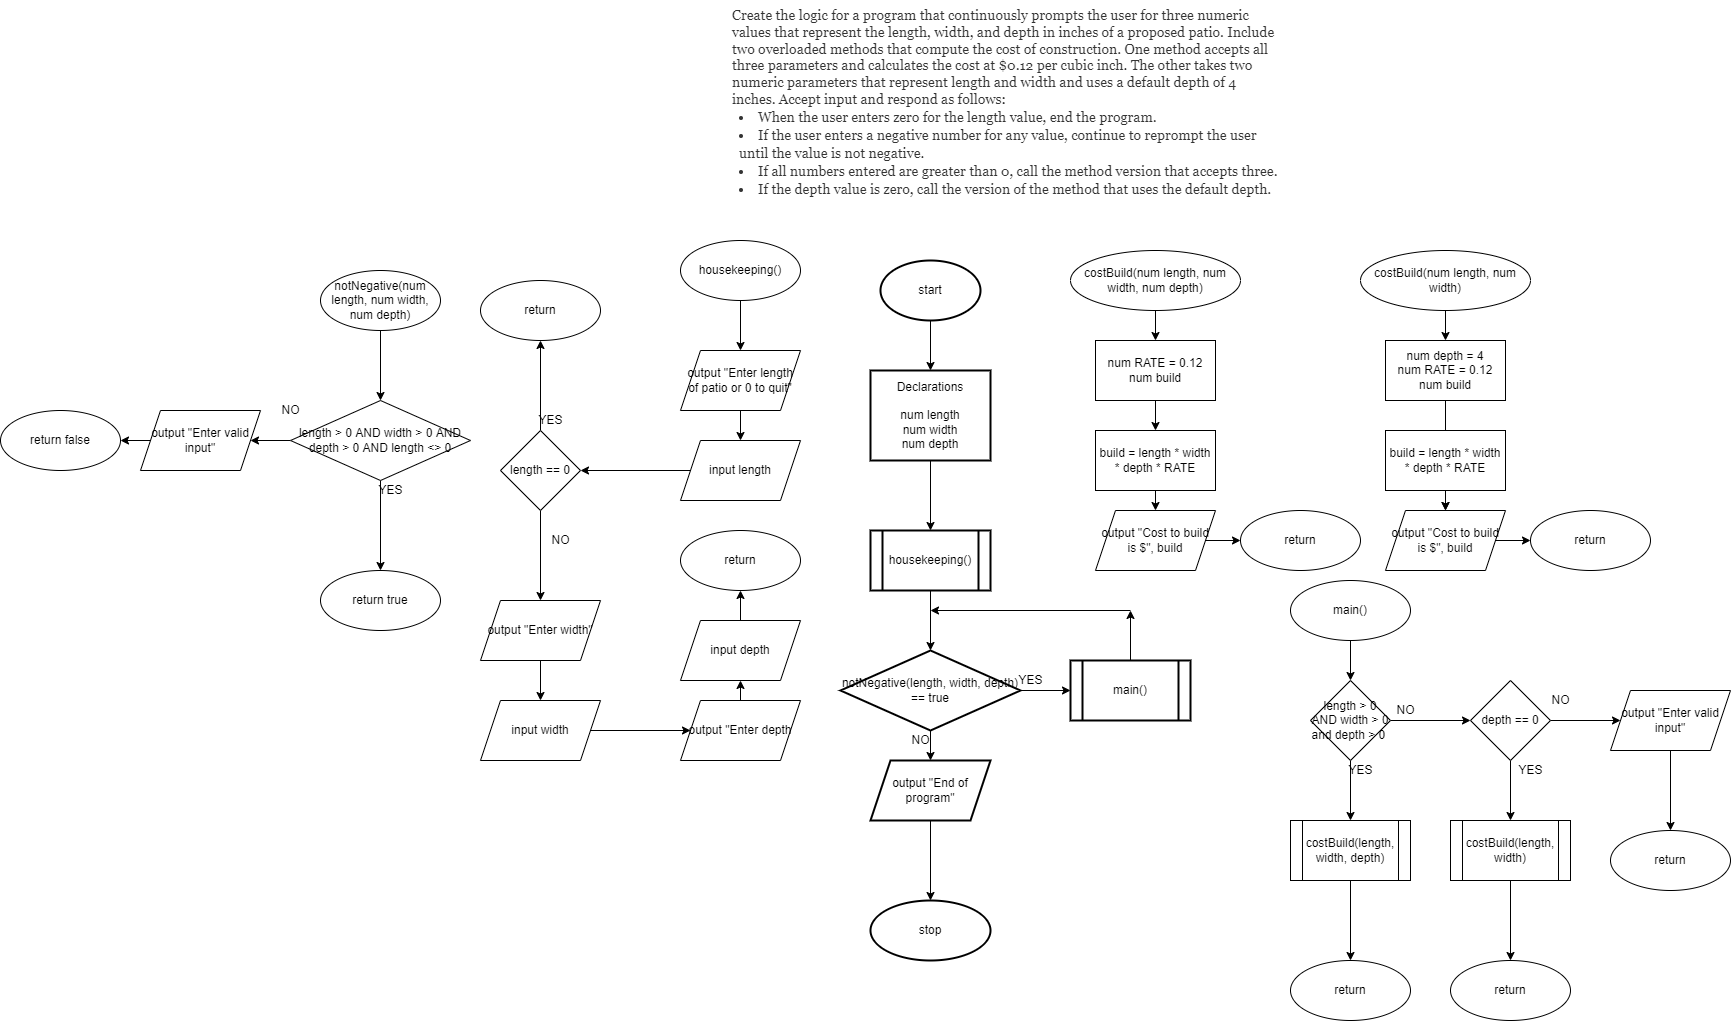 Create the logic for a program that continuously prompts the user for three numeric
values that represent the length, width, and depth in inches of a proposed patio. Include
two overloaded methods that compute the cost of construction. One method accepts all
three parameters and calculates the cost at $0.12 per cubic inch. The other takes two
numeric parameters that represent length and width and uses a default depth of 4
inches. Accept input and respond as follows:
• When the user enters zero for the length value, end the program.
• If the user enters a negative number for any value, continue to reprompt the user
until the value is not negative.
• If all numbers entered are greater than 0, call the method version that accepts three.
• If the depth value is zero, call the version of the method that uses the default depth.
notNegative(num
length, num width,
num depth)
length > 0 AND width > 0 AND
depth > 0 AND length <> 0
NO
output "Enter valid
input"
return false
YES
return true
housekeeping()
output "Enter length
of patio or 0 to quit"
input length
length == 0
YES
return
NO
output "Enter width"
input width
output "Enter depth
input depth
return
start
Declarations
num length
num width
num depth
housekeeping()
notNegative(length, width, depth)
== true
YES
main()
NO
output "End of
program"
stop
costBuild(num length, num
width, num depth)
num RATE = 0.12
num build
build = length * width
* depth * RATE
output "Cost to build
is $", build
return
costBuild(num length, num
width)
num depth = 4
num RATE = 0.12
num build
build = length * width
* depth * RATE
output "Cost to build
is $", build
return
main()
length > 0
AND width > 0
and depth > 0
NO
depth == 0
NO
output "Enter valid
input"
YES
YES
costBuild(length,
width, depth)
costBuild(length,
width)
return
return
return